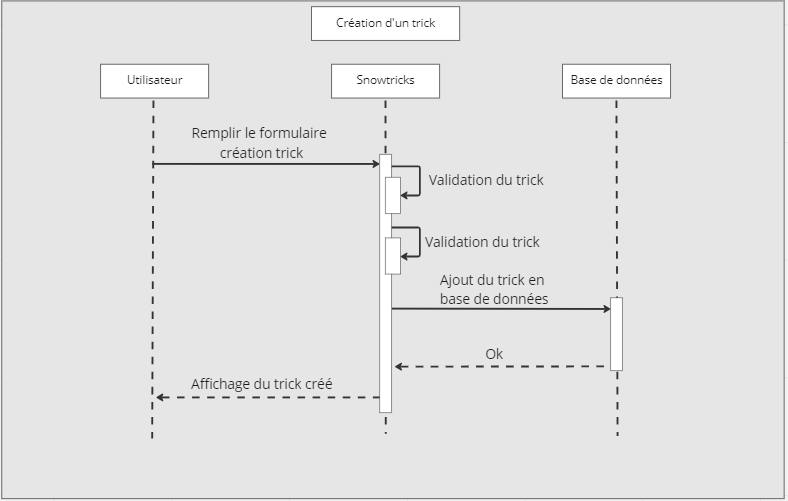 Création d'un trick
Utilisateur
Snowtricks
Base de données
Remplir le formulaire
création trick
Validation du trick
Validation du trick
Ajout du trick en
base de données
Ok
Affichage du trick créé